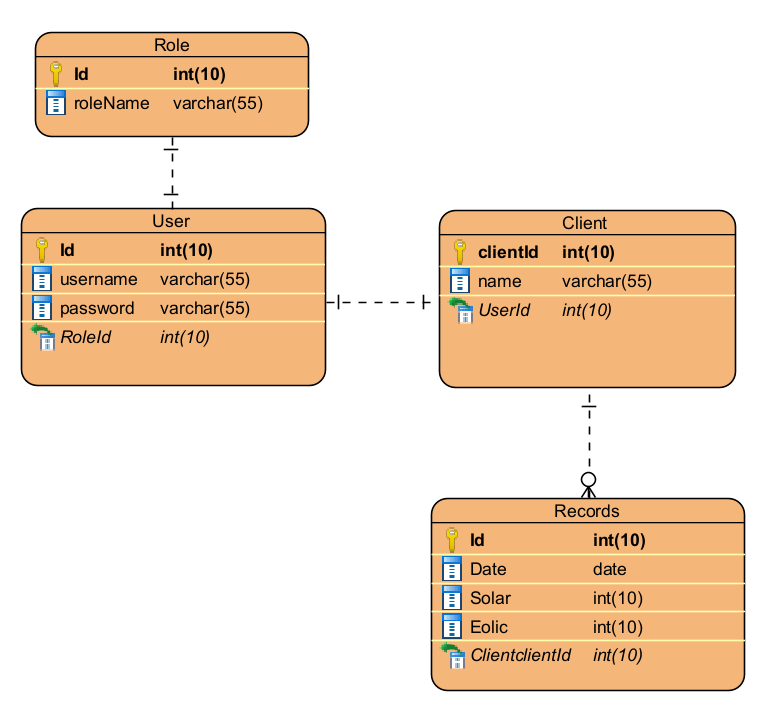 Role
Id int(10)
roleName varchar(55)
User
Id int(10)
username varchar(55)
password varchar(55)
RoleId int(10)
Client
clientId int(10)
name varchar(55)
UserId int(10)
Records
Id int(10)
Date date
Solar int(10)
Eolic int(10)
ClientclientId int(10)